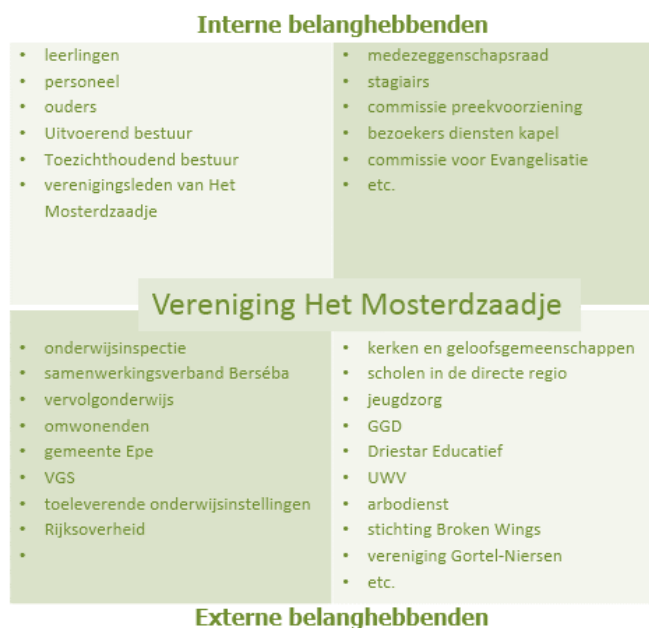 Interne belanghebbenden
• leerlingen
• personeel
• ouders
• Uitvoerend bestuur
• Toezichthoudend bestuur
• verenigingsleden van Het
Mosterdzaadje
• medezeggenschapsraad
• stagiairs
• commissie preekvoorziening
• bezoekers diensten kapel
• commissie voor Evangelisatie
• etc.
Vereniging Het Mosterdzaadje
• onderwijsinspectie
• samenwerkingsverband Berséba
• vervolgonderwijs
• omwonenden
• gemeente Epe
• VGS
• toeleverende onderwijsinstellingen
• Rijksoverheid
•
• kerken en geloofsgemeenschappen
• scholen in de directe regio
• jeugdzorg
• GGD
• Driestar Educatief
• UWV
• arbodienst
• stichting Broken Wings
• vereniging Gortel-Niersen
• etc.
Externe belanghebbenden